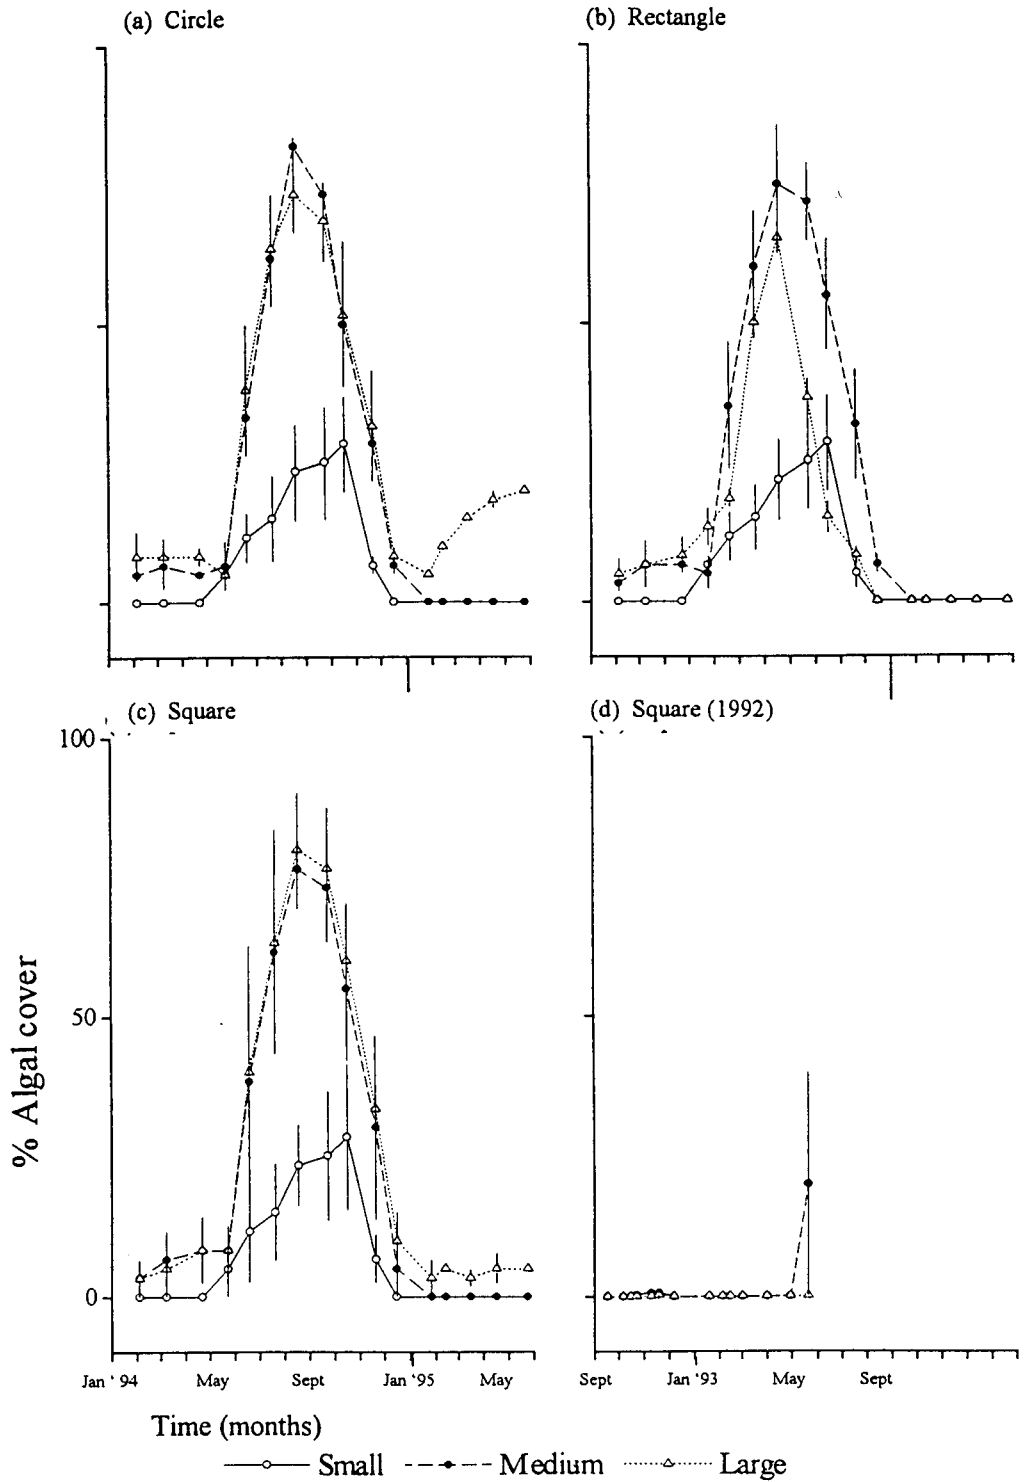 (a) Circle
(b) Rectangle
(c) Square
(d) Square (1992)
100
50
0
% Algal cover
Jan '94 May Sept Jan '95 May
Sept Jan '93 May Sept
Time (months)
Small Medium Large